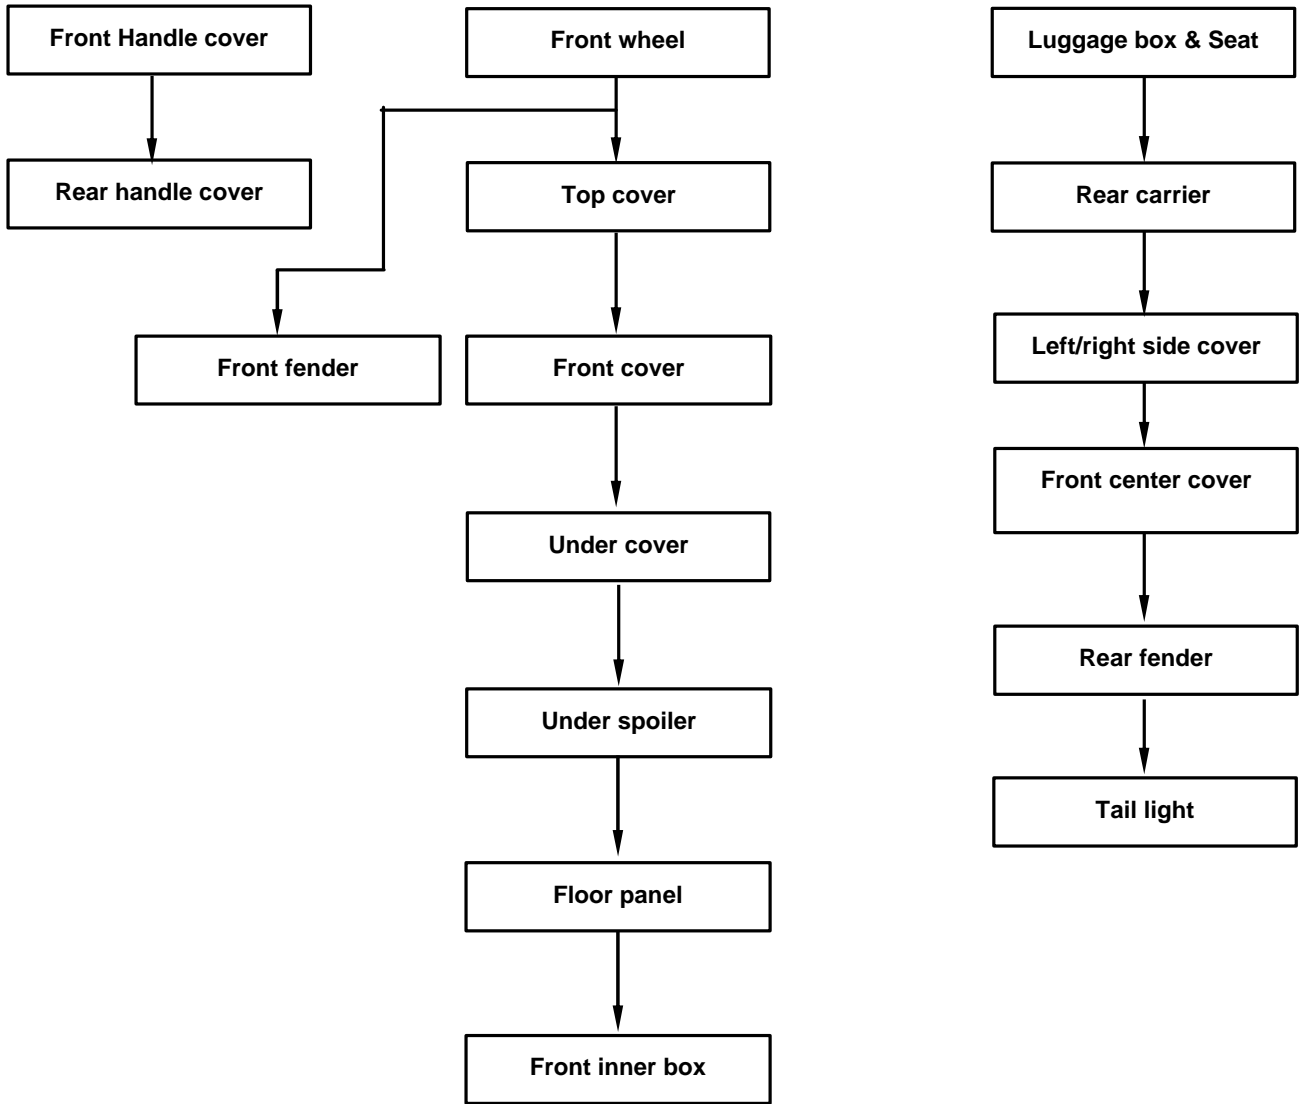 Front Handle cover
Rear handle cover
Front wheel
Top cover
Front fender
Front cover
Under cover
Under spoiler
Floor panel
Front inner box
Luggage box & Seat
Rear carrier
Left/right side cover
Front center cover
Rear fender
Tail light